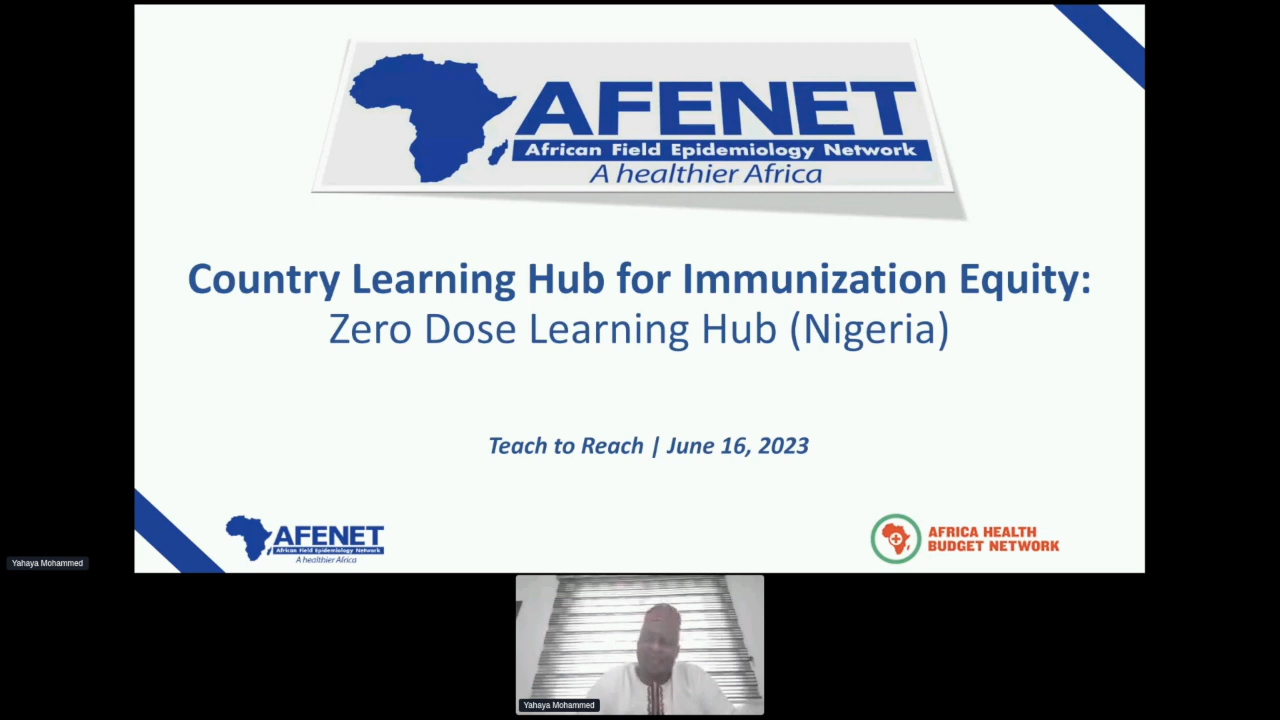 AFENET
African Field Epidemiology Network
A healthier Africa
Country Learning Hub for Immunization Equity:
Zero Dose Learning Hub (Nigeria)
Teach to Reach | June 16, 2023
AFENET
African Field Epidemiology Network
A healthier Africa
AFRICA HEALTH
BUDGET NETWORK
Yahaya Mohammed
Yahaya Mohammed